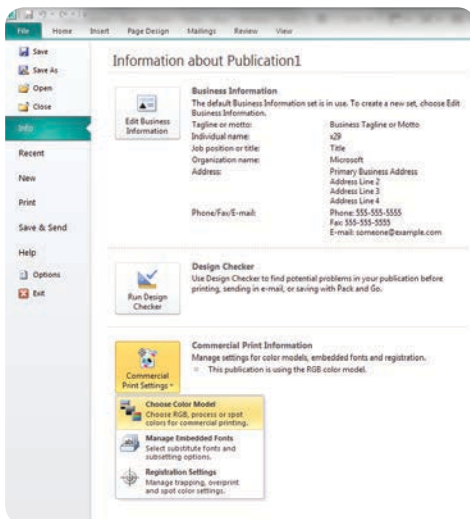 File Home Insert Page Design Mailings Review View
Save
Save As
Open
Close
Info
Recent
New
Print
Save & Send
Help
Options
Exit
Information about Publication1
Edit Business
Information
Business Information
The default Business Information set is in use. To create a new set, choose Edit
Business Information.
Tagline or motto: Business Tagline or Motto
Individual name: x29
Job position or title: Title
Organization name: Microsoft
Address: Primary Business Address
Address Line 2
Address Line 3
Address Line 4
Phone/Fax/E-mail: Phone: 555-555-5555
Fax: 555-555-5555
E-mail: someone@example.com
Run Design
Checker
Design Checker
Use Design Checker to find potential problems in your publication before
printing, sending in e-mail, or saving with Pack and Go.
Commercial
Print Settings
Commercial Print Information
Manage settings for color models, embedded fonts and registration.
This publication is using the RGB color model.
Choose Color Model
Choose RGB, process or spot
colors for commercial printing.
Manage Embedded Fonts
Select substitute fonts and
subsetting options.
Registration Settings
Manage trapping, overprint
and spot color settings.